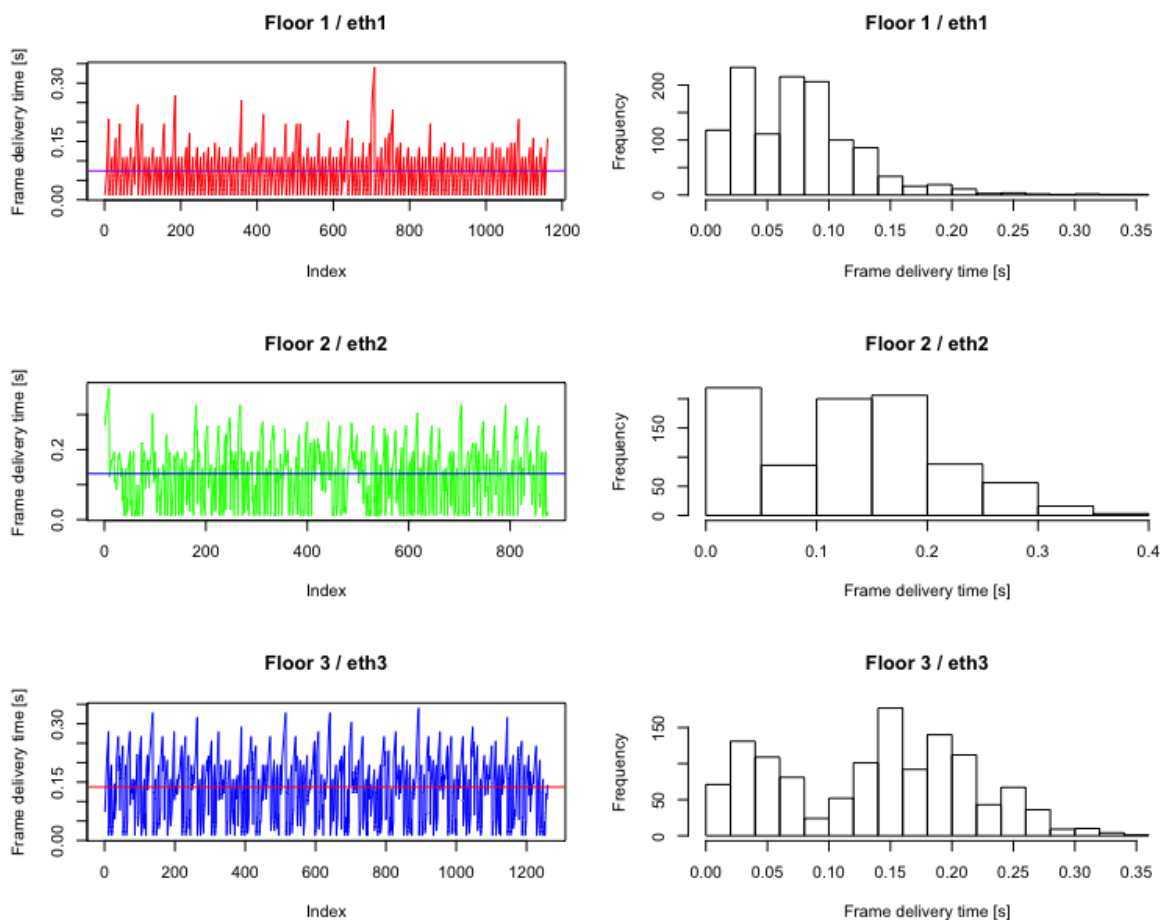 Floor 1 / eth1
Frame delivery time [s]
0.00 0.15 0.30
0 200 400 600 800 1000 1200
Index
Floor 1 / eth1
Frequency
0 100 200
0.00 0.05 0.10 0.15 0.20 0.25 0.30 0.35
Frame delivery time [s]
Floor 2 / eth2
Frame delivery time [s]
0.0 0.2
0 200 400 600 800
Index
Floor 2 / eth2
Frequency
0 50 150
0.0 0.1 0.2 0.3 0.4
Frame delivery time [s]
Floor 3 / eth3
Frame delivery time [s]
0.00 0.15 0.30
0 200 400 600 800 1000 1200
Index
Floor 3 / eth3
Frequency
0 50 150
0.00 0.05 0.10 0.15 0.20 0.25 0.30 0.35
Frame delivery time [s]